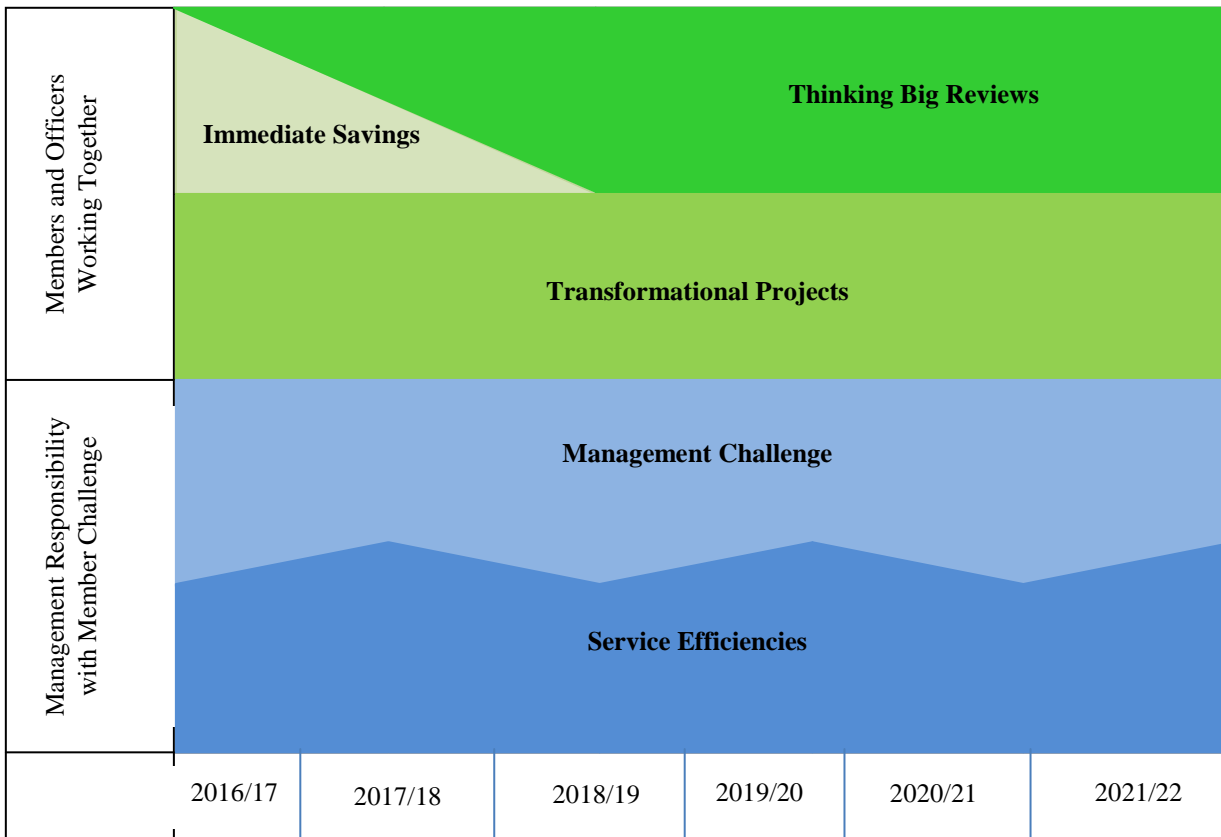 Members and Officers
Working Together
Thinking Big Reviews
Immediate Savings
Transformational Projects
Management Responsibility
with Member Challenge
Management Challenge
Service Efficiencies
2016/17
2017/18
2018/19
2019/20
2020/21
2021/22